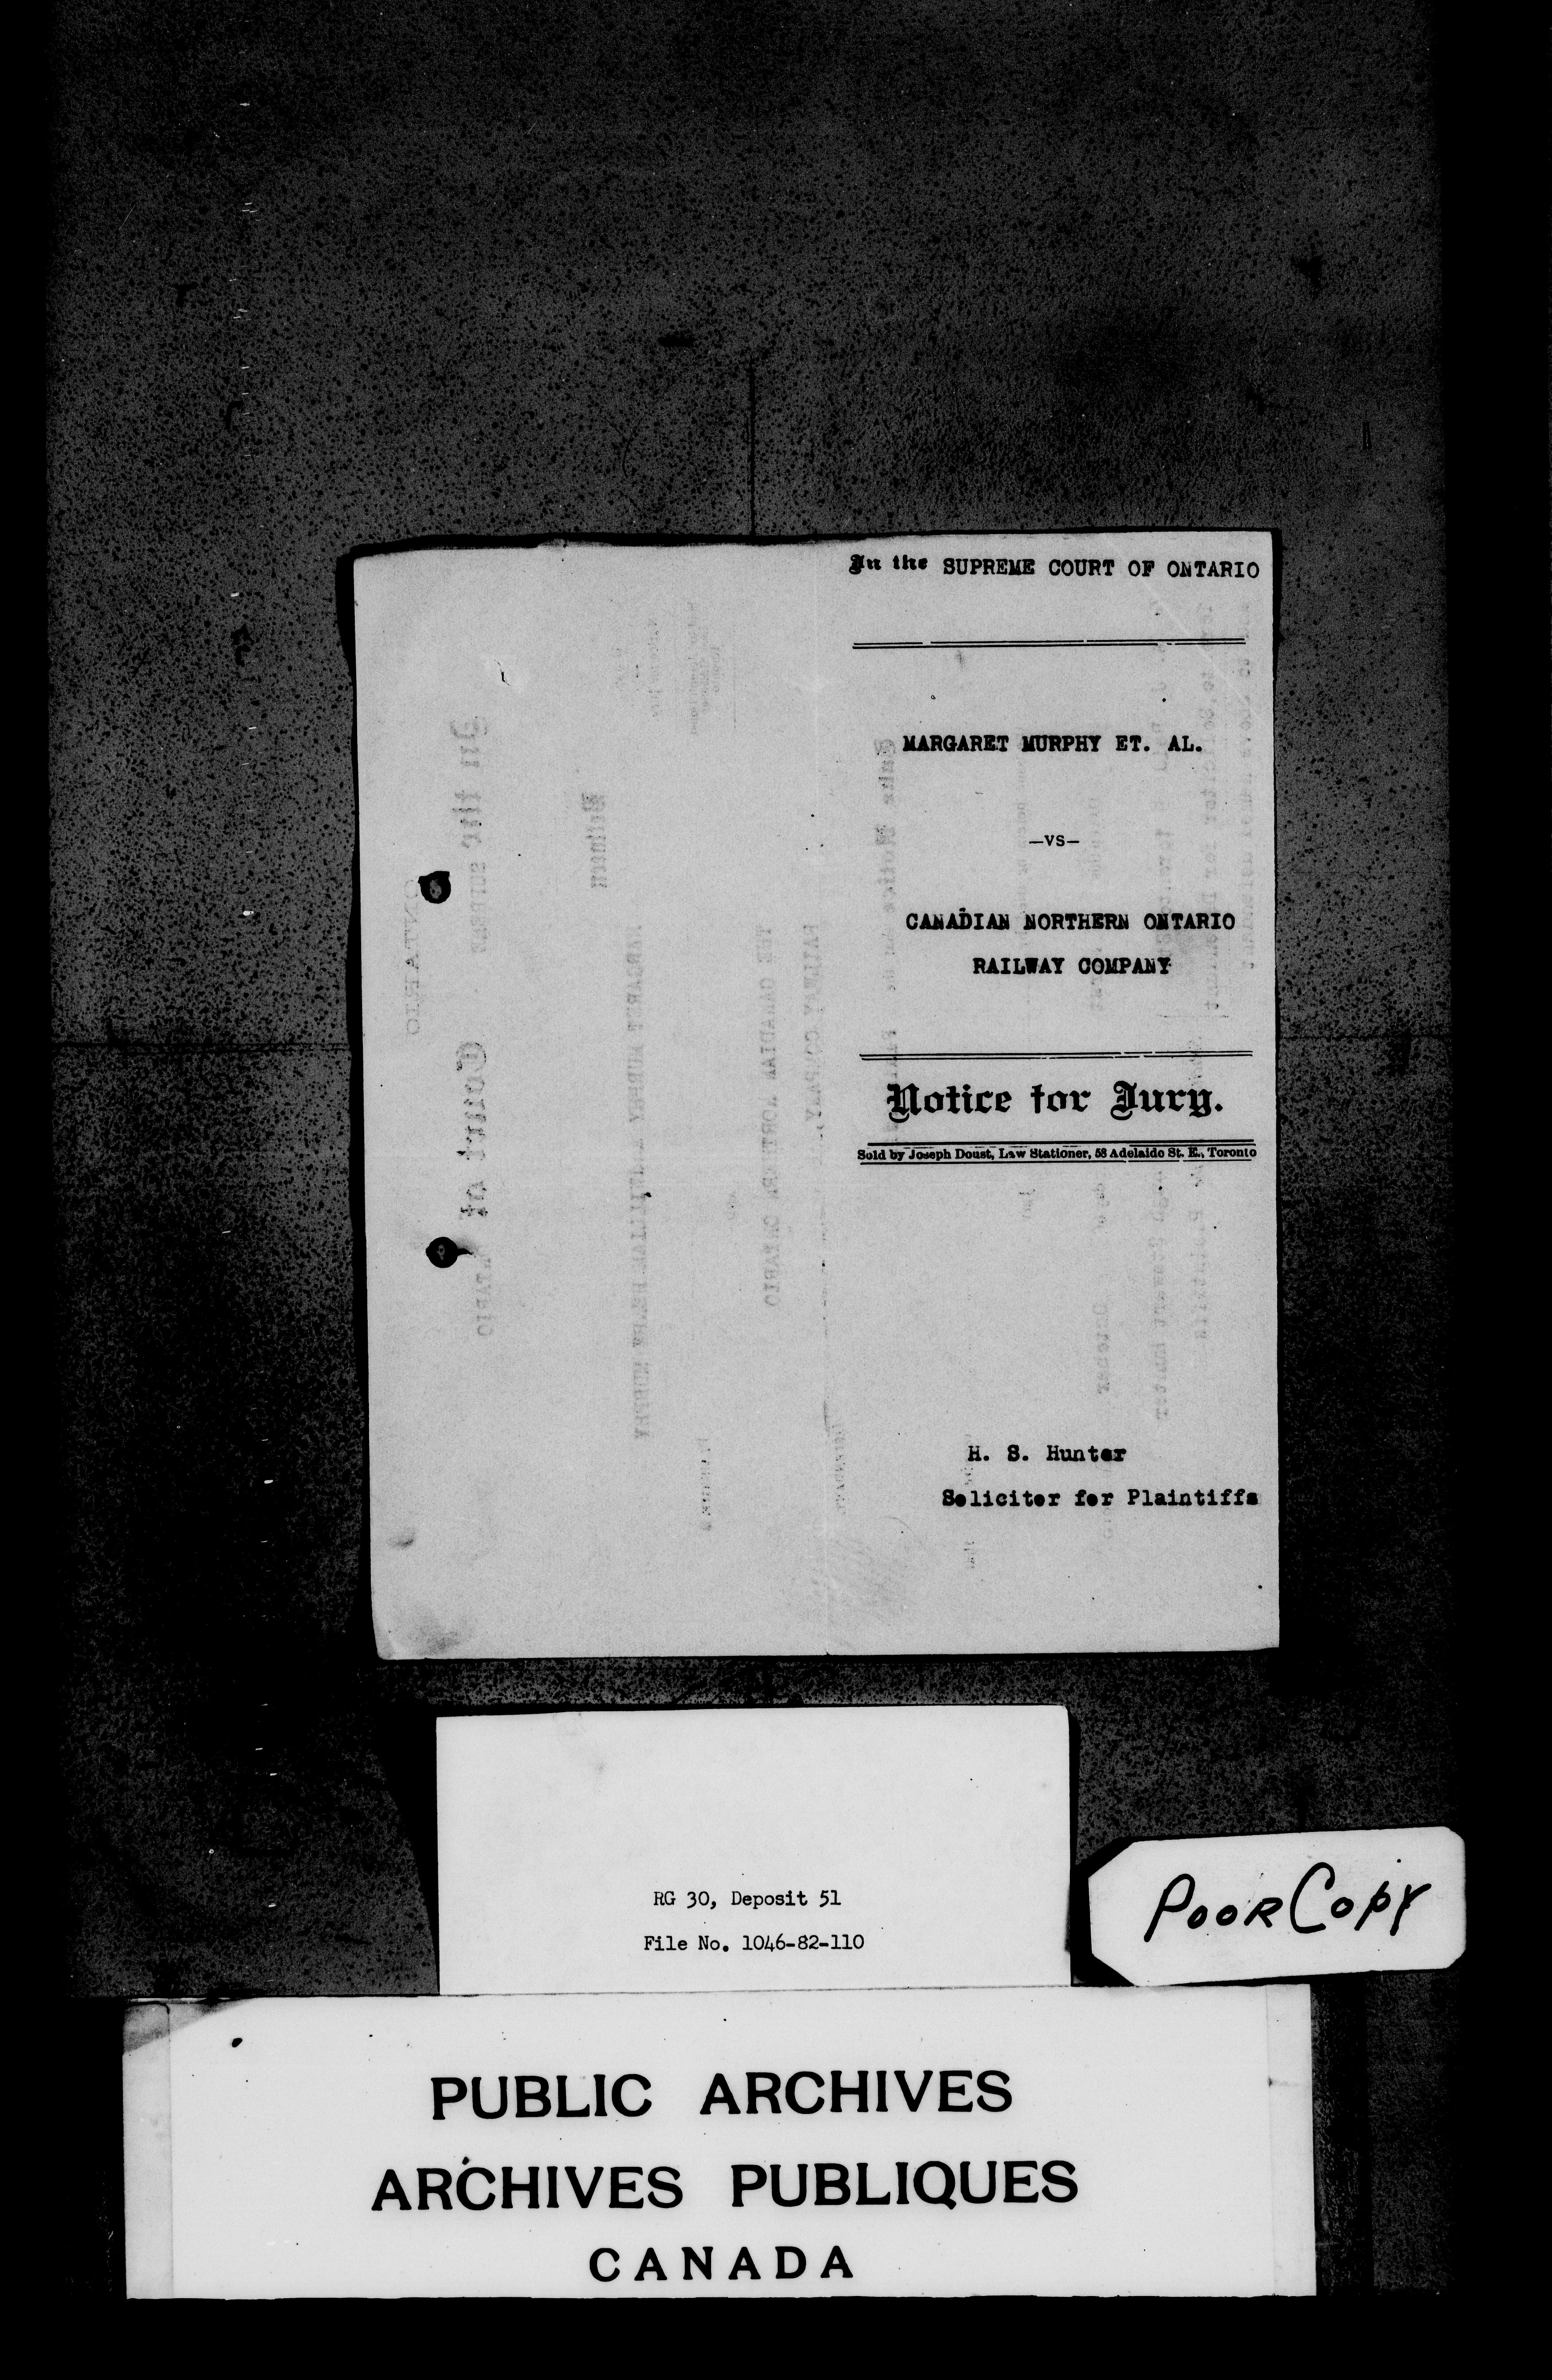 In the SUPREME COURT OF ONTARIO
MARGARET MURPHY ET. AL.
—VS—
CANADIAN NORTHERN ONTARIO
RAILWAY COMPANY
Notice for Jury.
Sold by Joseph Doust, Law Stationer, 58 Adelaide St. E., Toronto
H. S. Hunter
Solicitor for Plaintiffs
RG 30, Deposit 51
File No. 1046-82-110
POOR COPY
PUBLIC ARCHIVES
ARCHIVES PUBLIQUES
CANADA